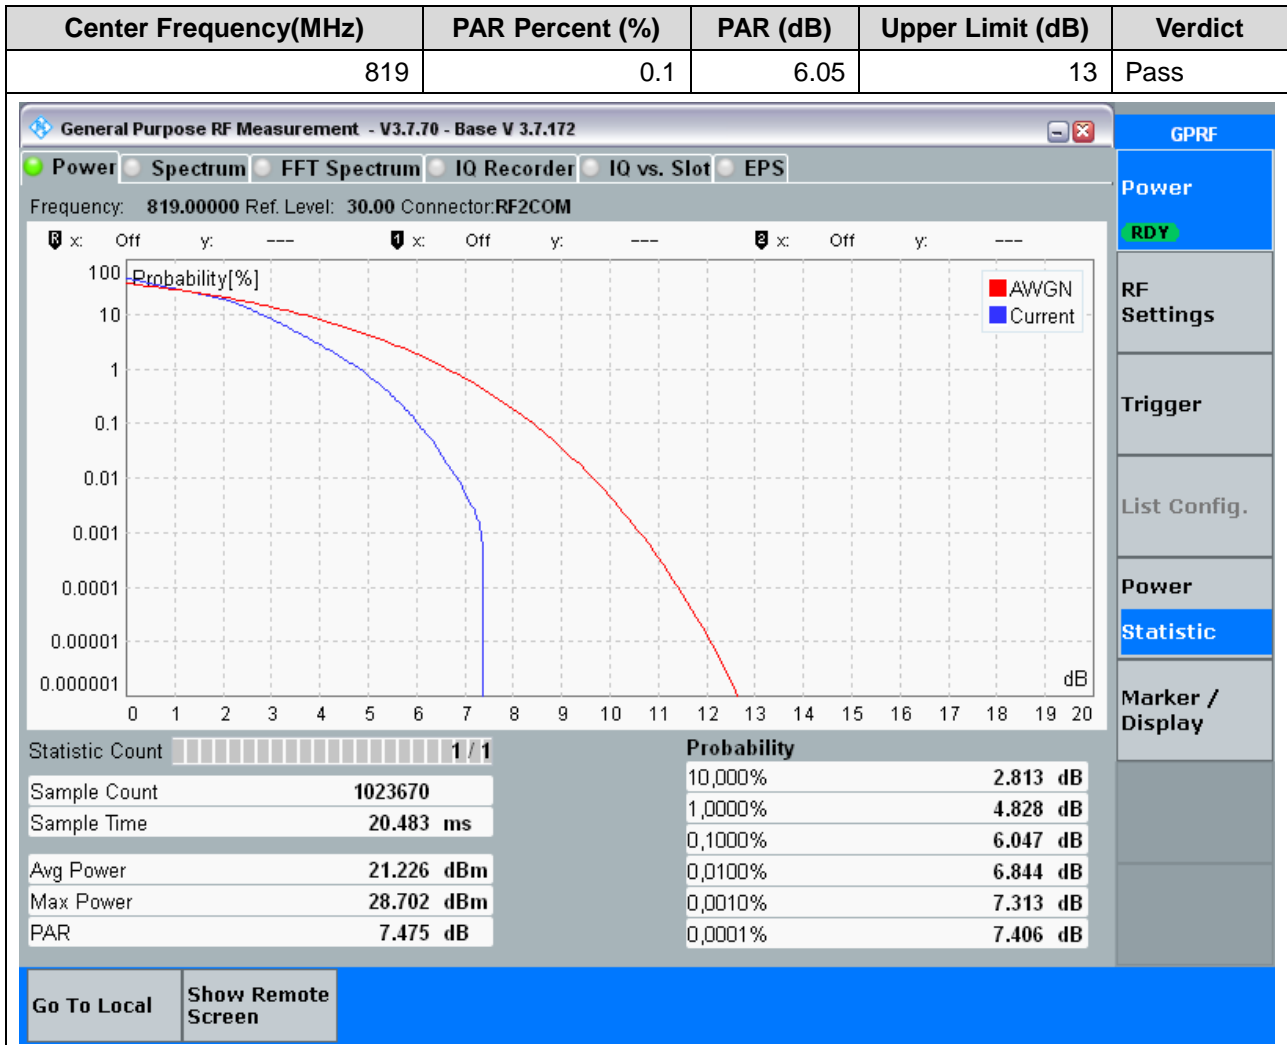 Center Frequency(MHz) PAR Percent (%) PAR (dB) Upper Limit (dB) Verdict
819 0.1 6.05 13 Pass
General Purpose RF Measurement - V3.7.70 - Base V 3.7.172
GPRF
Power Spectrum FFT Spectrum IQ Recorder IQ vs. Slot EPS
Power
RDY
Frequency: 819.00000 Ref. Level: 30.00 Connector:RF2COM
R x: Off y: --- 1 x: Off y: --- 2 x: Off y: ---
Probability[%]
AWGN
Current
100
10
1
0.1
0.01
0.001
0.0001
0.00001
0.000001
dB
0 1 2 3 4 5 6 7 8 9 10 11 12 13 14 15 16 17 18 19 20
RF
Settings
Trigger
List Config.
Power
Statistic
Marker /
Display
Statistic Count 1 / 1
Sample Count 1023670
Sample Time 20.483 ms
Avg Power 21.226 dBm
Max Power 28.702 dBm
PAR 7.475 dB
Probability
10,000% 2.813 dB
1,0000% 4.828 dB
0,1000% 6.047 dB
0,0100% 6.844 dB
0,0010% 7.313 dB
0,0001% 7.406 dB
Go To Local
Show Remote
Screen